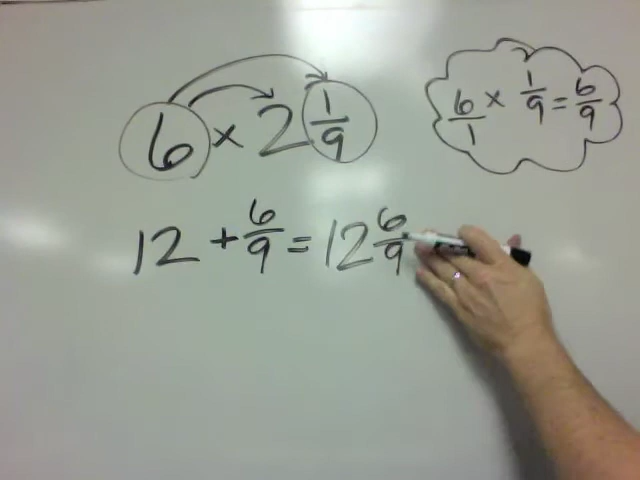 6 × 2 1/9
6/1 × 1/9 = 6/9
12 + 6/9 = 12 6/9